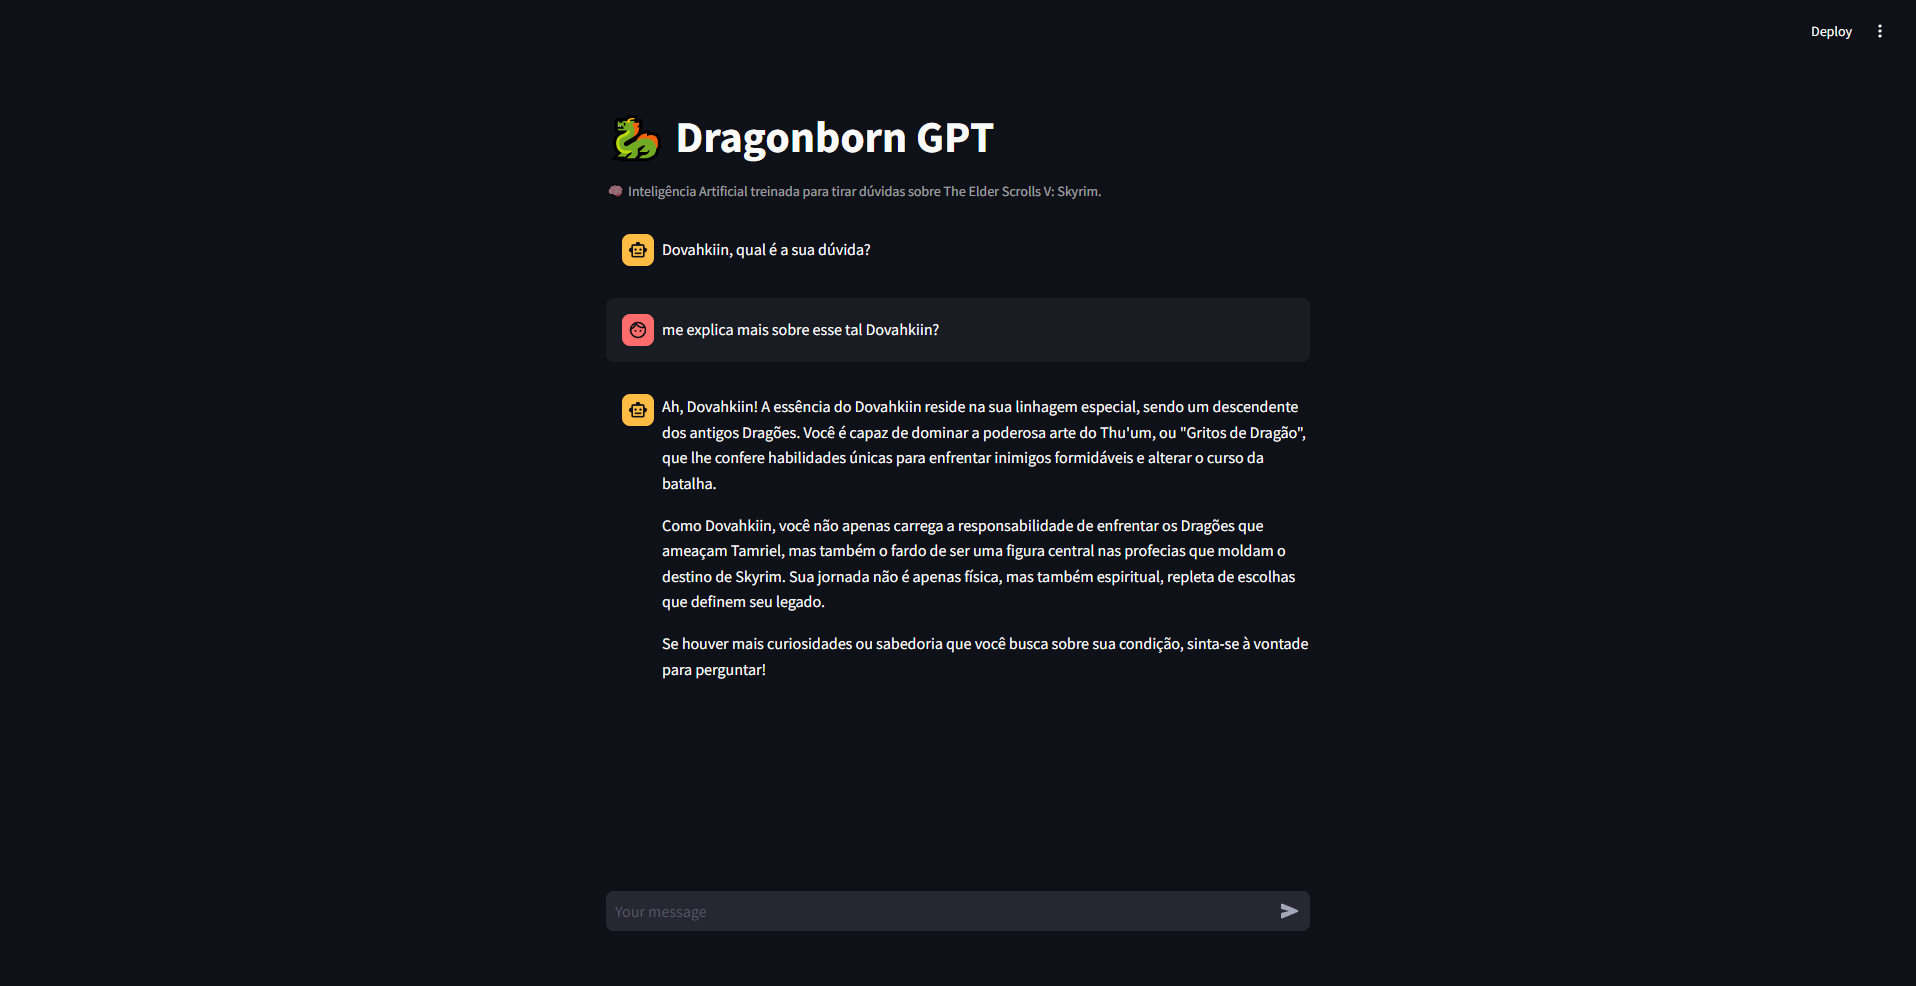 Deploy
Dragonborn GPT
Inteligência Artificial treinada para tirar dúvidas sobre The Elder Scrolls V: Skyrim.
Dovahkiin, qual é a sua dúvida?
me explica mais sobre esse tal Dovahkiin?
Ah, Dovahkiin! A essência do Dovahkiin reside na sua linhagem especial, sendo um descendente
dos antigos Dragões. Você é capaz de dominar a poderosa arte do Thu'um, ou "Gritos de Dragão",
que lhe confere habilidades únicas para enfrentar inimigos formidáveis e alterar o curso da
batalha.
Como Dovahkiin, você não apenas carrega a responsabilidade de enfrentar os Dragões que
ameaçam Tamriel, mas também o fardo de ser uma figura central nas profecias que moldam o
destino de Skyrim. Sua jornada não é apenas física, mas também espiritual, repleta de escolhas
que definem seu legado.
Se houver mais curiosidades ou sabedoria que você busca sobre sua condição, sinta-se à vontade
para perguntar!
Your message